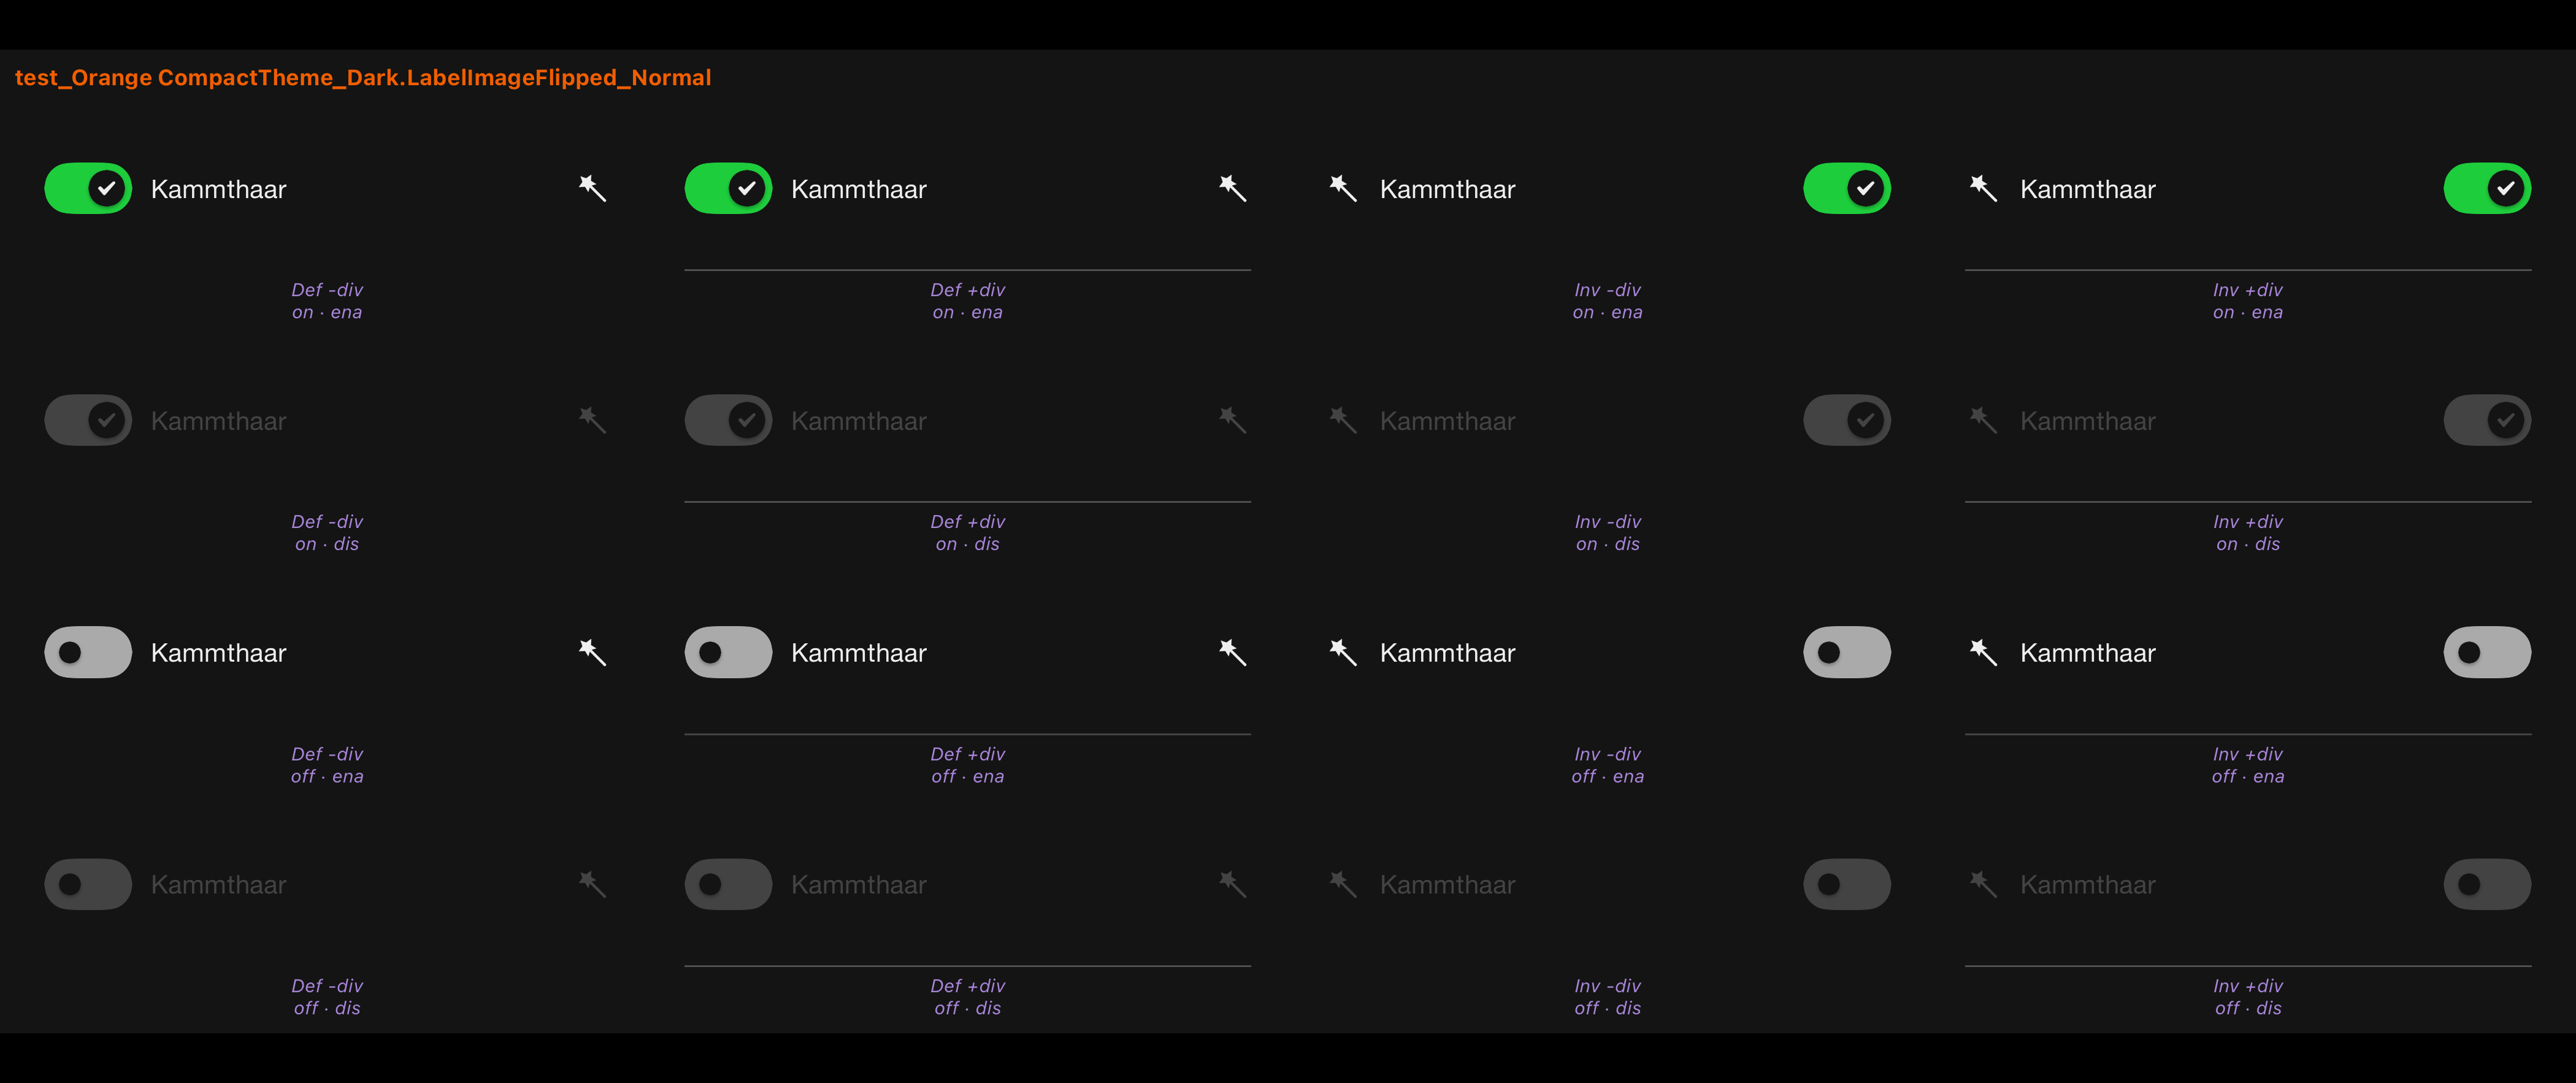 test_Orange CompactTheme_Dark.LabelImageFlipped_Normal
Kammthaar
Kammthaar
Kammthaar
Kammthaar
Def -div
on · ena
Def +div
on · ena
Inv -div
on · ena
Inv +div
on · ena
Kammthaar
Kammthaar
Kammthaar
Kammthaar
Def -div
on · dis
Def +div
on · dis
Inv -div
on · dis
Inv +div
on · dis
Kammthaar
Kammthaar
Kammthaar
Kammthaar
Def -div
off · ena
Def +div
off · ena
Inv -div
off · ena
Inv +div
off · ena
Kammthaar
Kammthaar
Kammthaar
Kammthaar
Def -div
off · dis
Def +div
off · dis
Inv -div
off · dis
Inv +div
off · dis